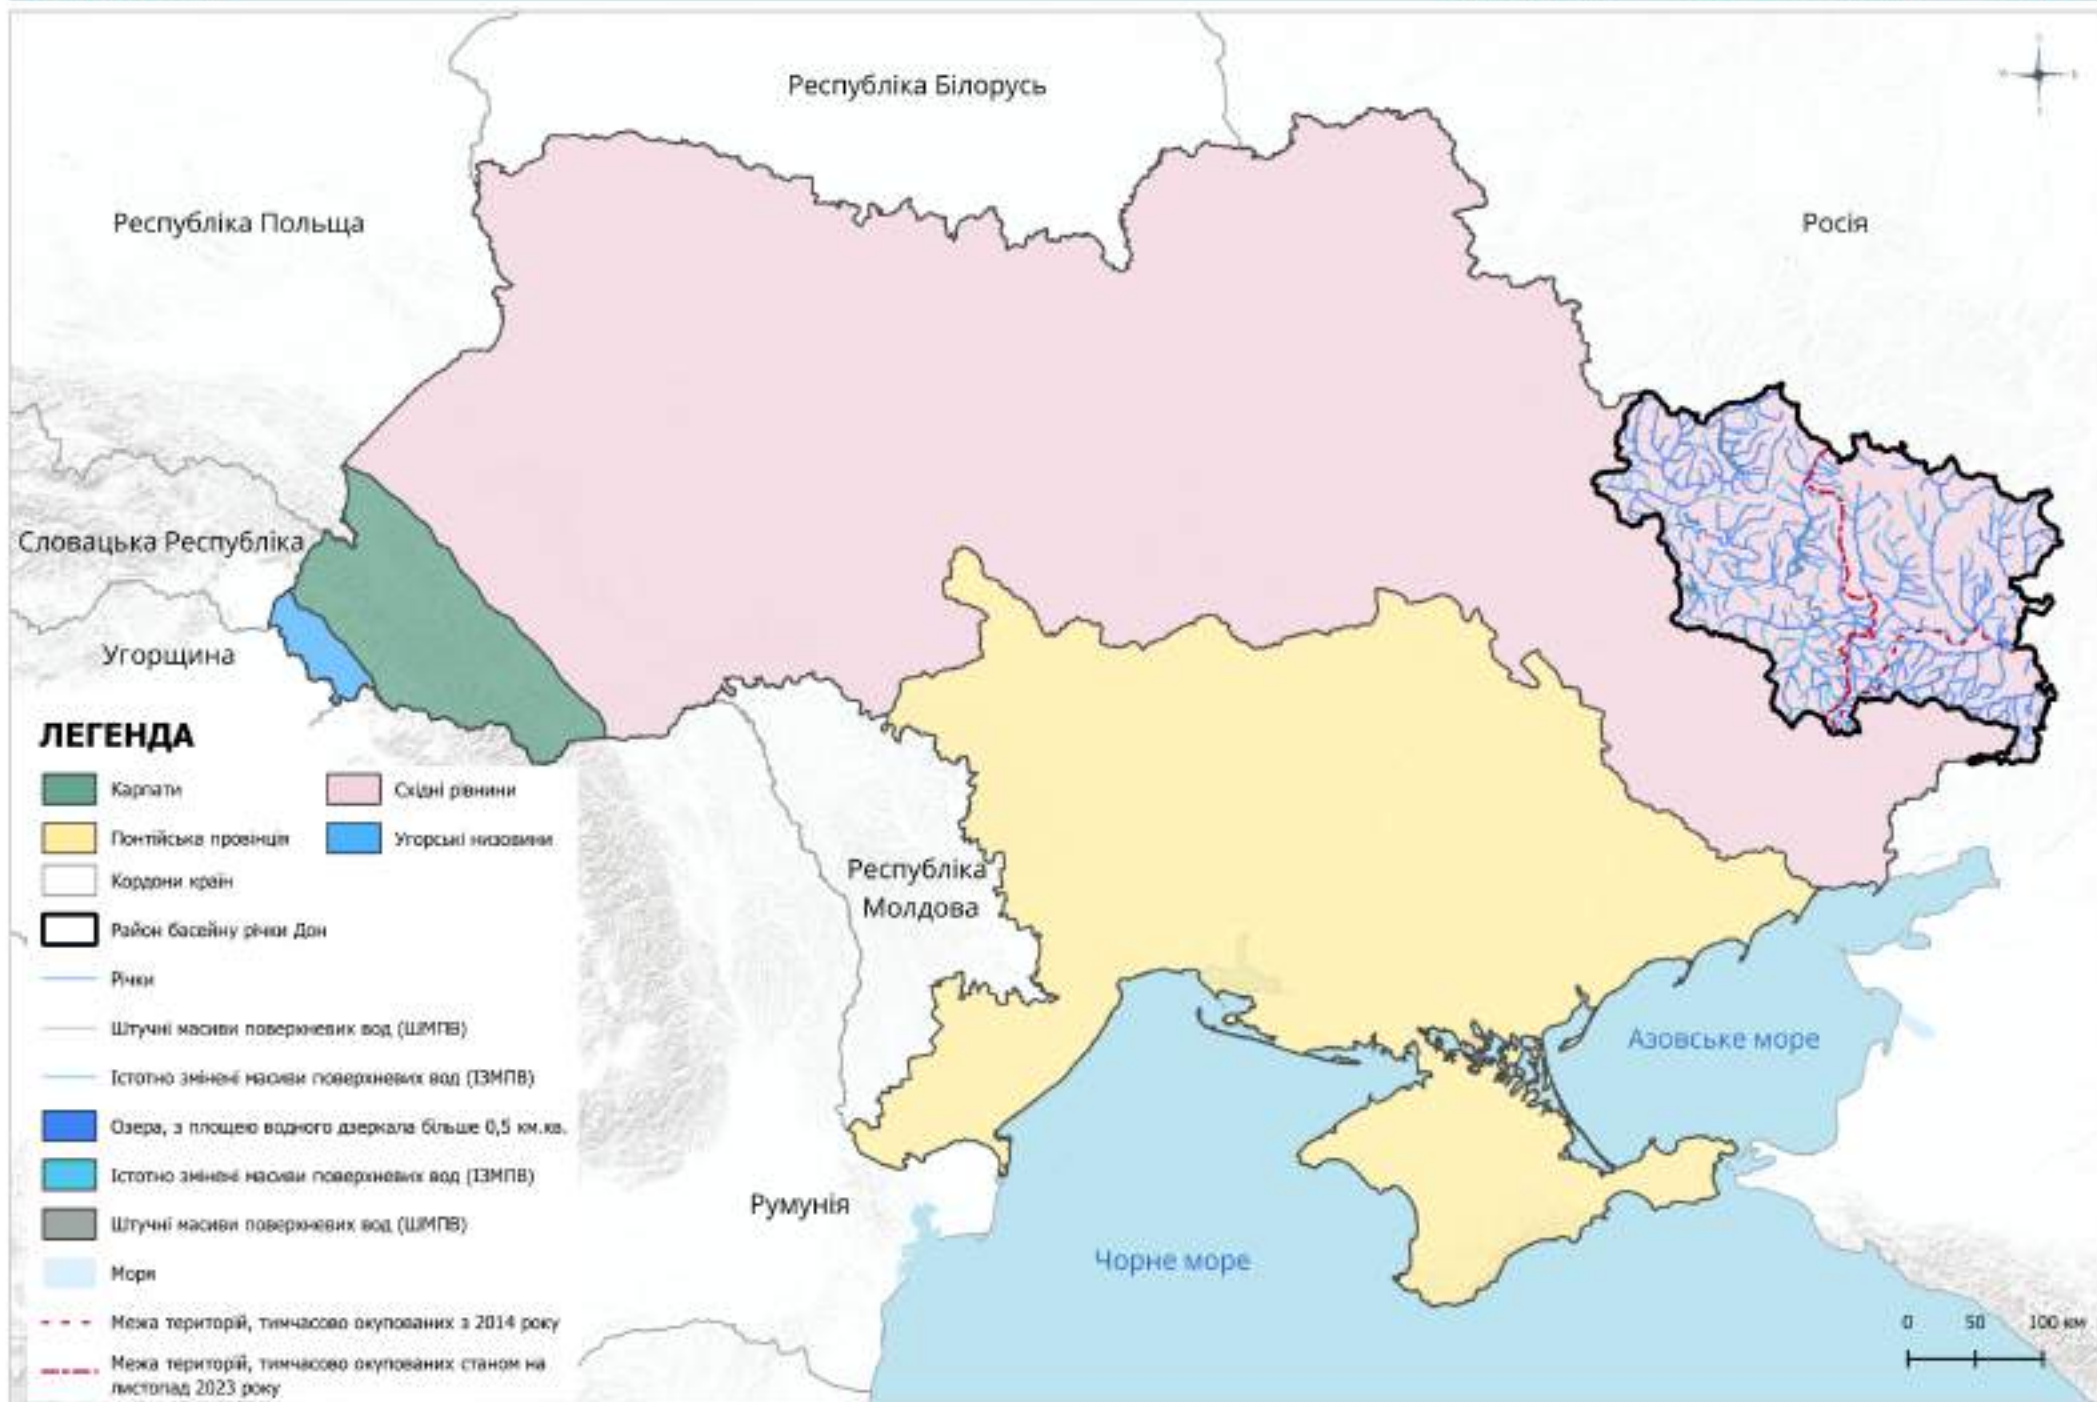 Республіка Білорусь
Республіка Польща
Росія
Словацька Республіка
Угорщина
Республіка
Молдова
Румунія
Азовське море
Чорне море
ЛЕГЕНДА
Карпати
Східні рівнини
Понтійська провінція
Угорські низовини
Кордони країн
Район басейну річки Дон
Річки
Штучні масиви поверхневих вод (ШМПВ)
Істотно змінені масиви поверхневих вод (ІЗМПВ)
Озера, з площею водного дзеркала більше 0,5 км.кв.
Істотно змінені масиви поверхневих вод (ІЗМПВ)
Штучні масиви поверхневих вод (ШМПВ)
Моря
Межа територій, тимчасово окупованих з 2014 року
Межа територій, тимчасово окупованих станом на
листопад 2023 року
0 50 100 км